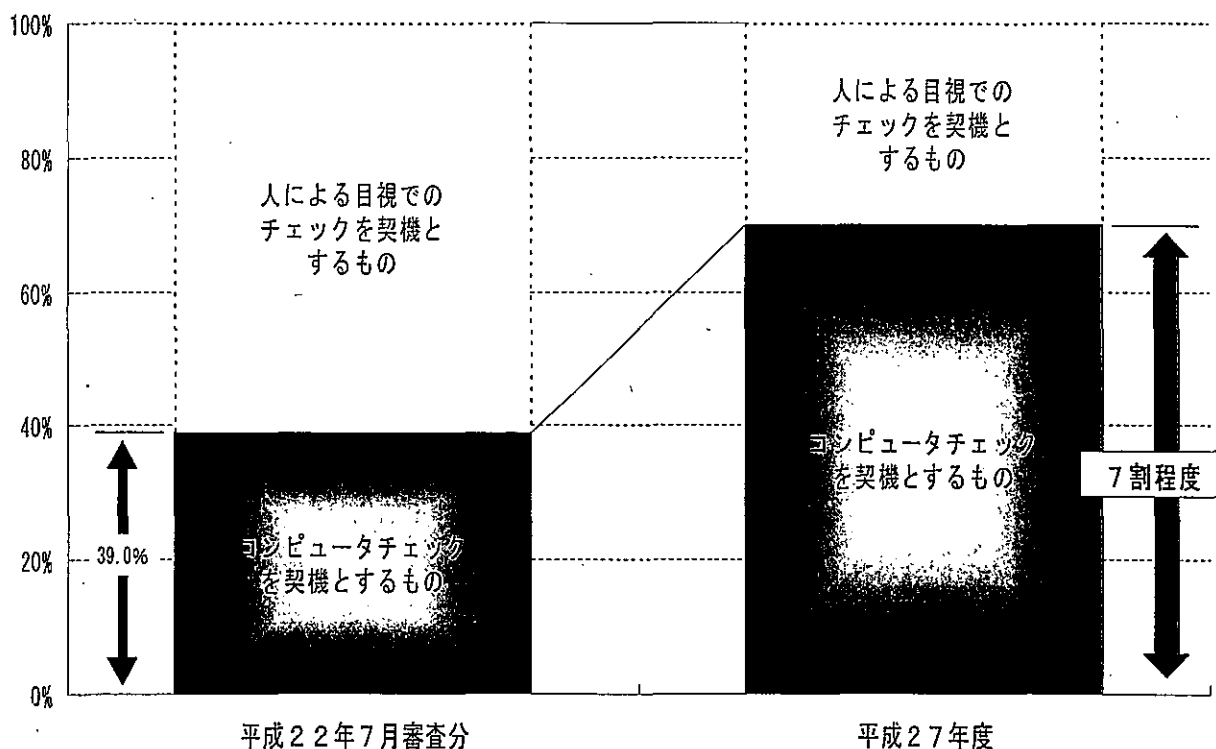 100%
80%
60%
40%
20%
0%
人による目視での
チェックを契機と
するもの
コンピュータチェック
を契機とするもの
39.0%
人による目視での
チェックを契機と
するもの
コンピュータチェック
を契機とするもの
7割程度
平成22年7月審査分
平成27年度